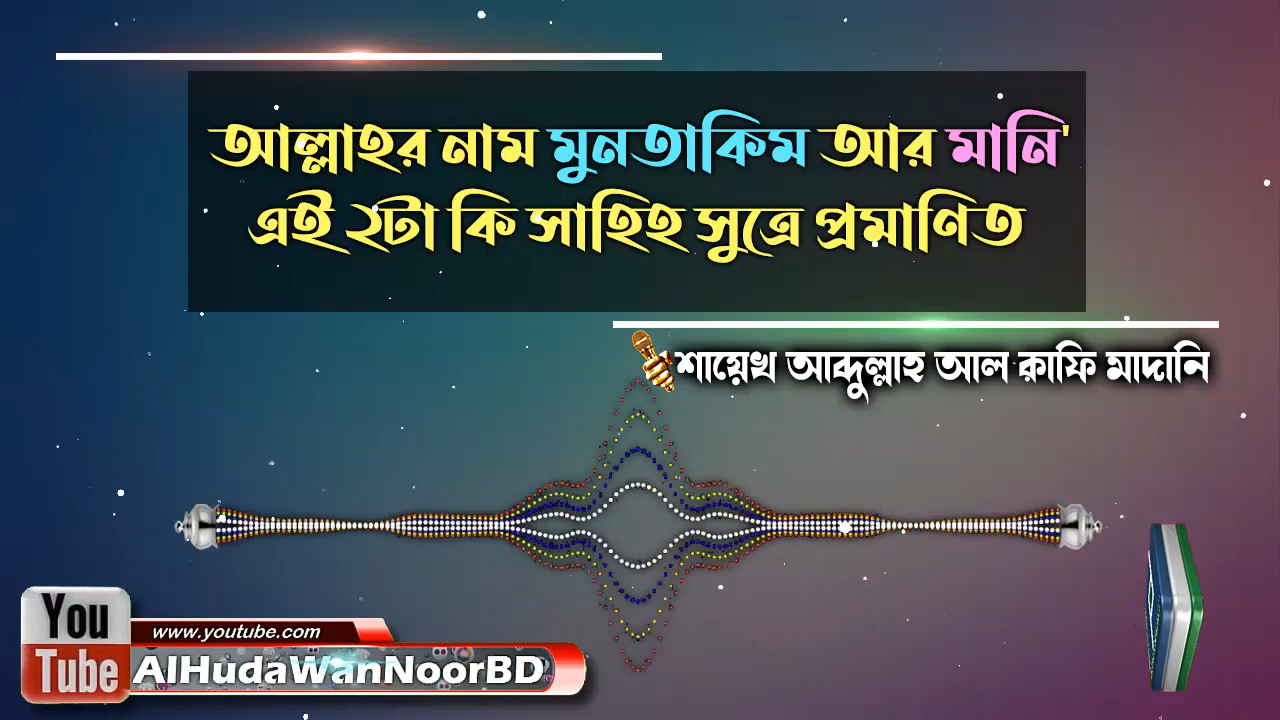 আল্লাহর নাম মুনতাকিম আর মানি'
এই ২টা কি সাহিহ সুত্রে প্রমাণিত
শায়েখ আব্দুল্লাহ আল ক্বাফি মাদানি
You
Tube
www.youtube.com
AlHudaWanNoorBD